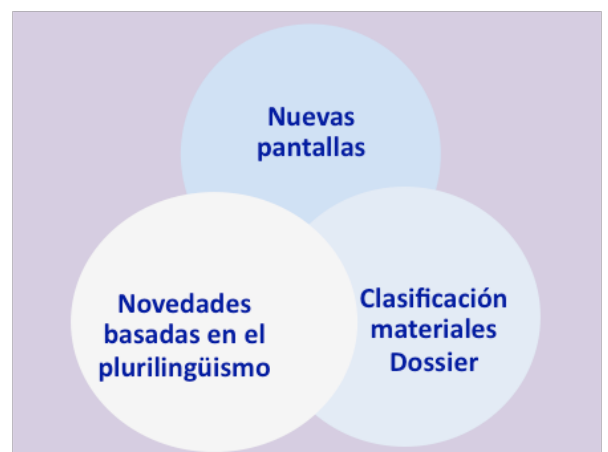 Nuevas
pantallas
Novedades
basadas en el
plurilingüismo
Clasificación
materiales
Dossier